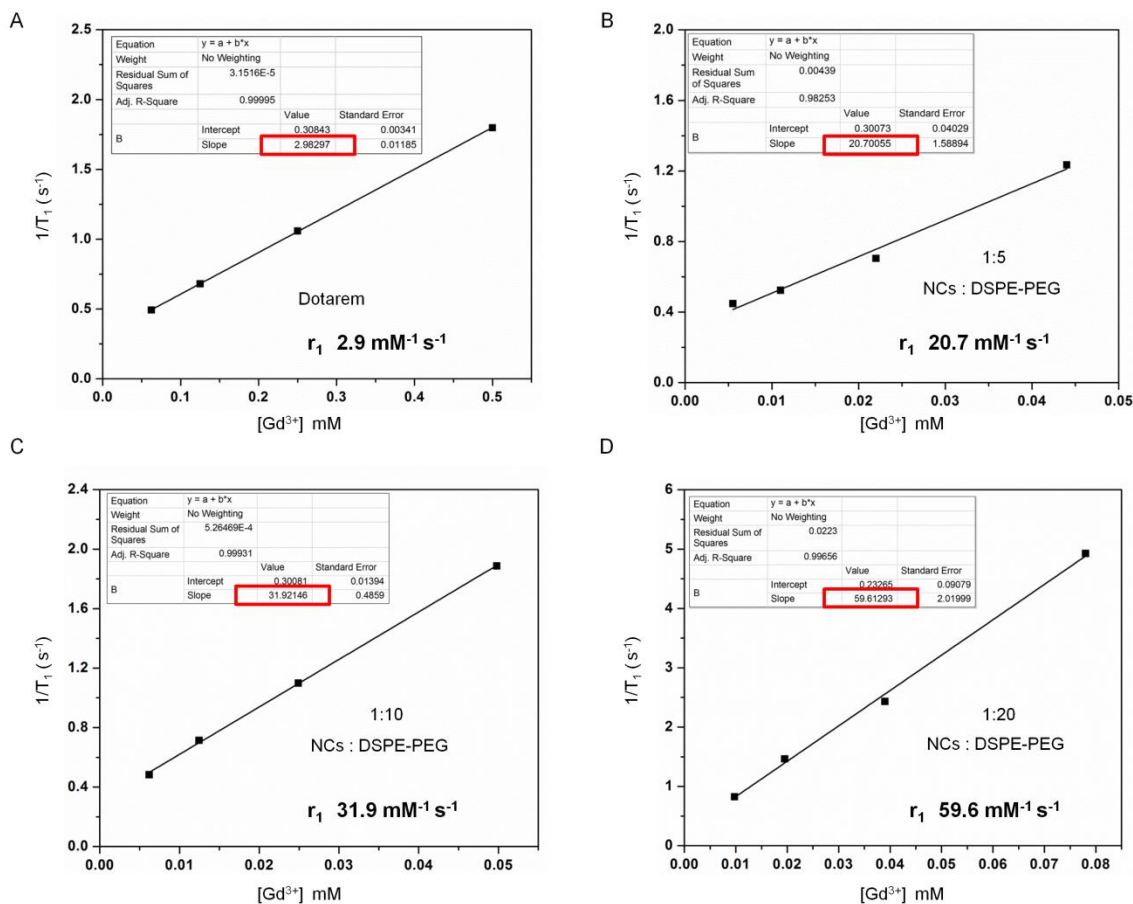 A
2.5
2.0
1.5
1.0
0.5
0.0
0.0 0.1 0.2 0.3 0.4 0.5
1/T₁ (s⁻¹)
[Gd³⁺] mM
Equation y = a + b*x
Weight No Weighting
Residual Sum of Squares 3.1516E-5
Adj. R-Square 0.99995
Value Standard Error
B Intercept 0.30843 0.00341
Slope 2.98297 0.01185
Dotarem
r₁ 2.9 mM⁻¹ s⁻¹
B
2.0
1.6
1.2
0.8
0.4
0.0
0.00 0.01 0.02 0.03 0.04 0.05
1/T₁ (s⁻¹)
[Gd³⁺] mM
Equation y = a + b*x
Weight No Weighting
Residual Sum of Squares 0.00439
Adj. R-Square 0.98253
Value Standard Error
B Intercept 0.30073 0.04029
Slope 20.70055 1.58894
1:5
NCs : DSPE-PEG
r₁ 20.7 mM⁻¹ s⁻¹
C
2.4
2.0
1.6
1.2
0.8
0.4
0.0
0.00 0.01 0.02 0.03 0.04 0.05
1/T₁ (s⁻¹)
[Gd³⁺] mM
Equation y = a + b*x
Weight No Weighting
Residual Sum of Squares 5.26469E-4
Adj. R-Square 0.99931
Value Standard Error
B Intercept 0.30081 0.01394
Slope 31.92146 0.4859
1:10
NCs : DSPE-PEG
r₁ 31.9 mM⁻¹ s⁻¹
D
6
5
4
3
2
1
0
0.00 0.01 0.02 0.03 0.04 0.05 0.06 0.07 0.08
1/T₁ (s⁻¹)
[Gd³⁺] mM
Equation y = a + b*x
Weight No Weighting
Residual Sum of Squares 0.0223
Adj. R-Square 0.99656
Value Standard Error
B Intercept 0.23265 0.09079
Slope 59.61293 2.01999
1:20
NCs : DSPE-PEG
r₁ 59.6 mM⁻¹ s⁻¹